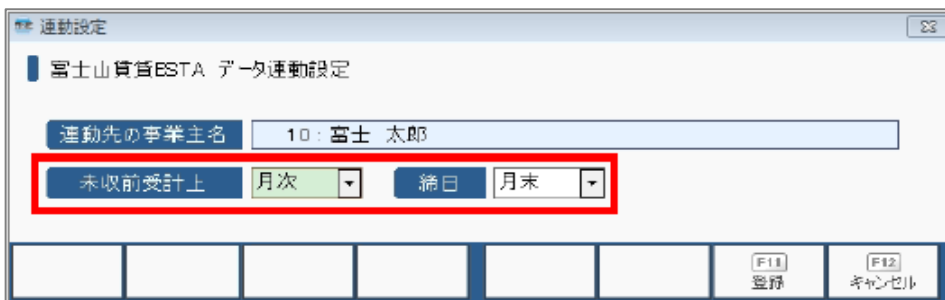 連動設定
富士山賃貸ESTA データ連動設定
連動先の事業主名 10:富士 太郎
未収前受計上 月次 締日 月末
F11 F12
登録 キャンセル